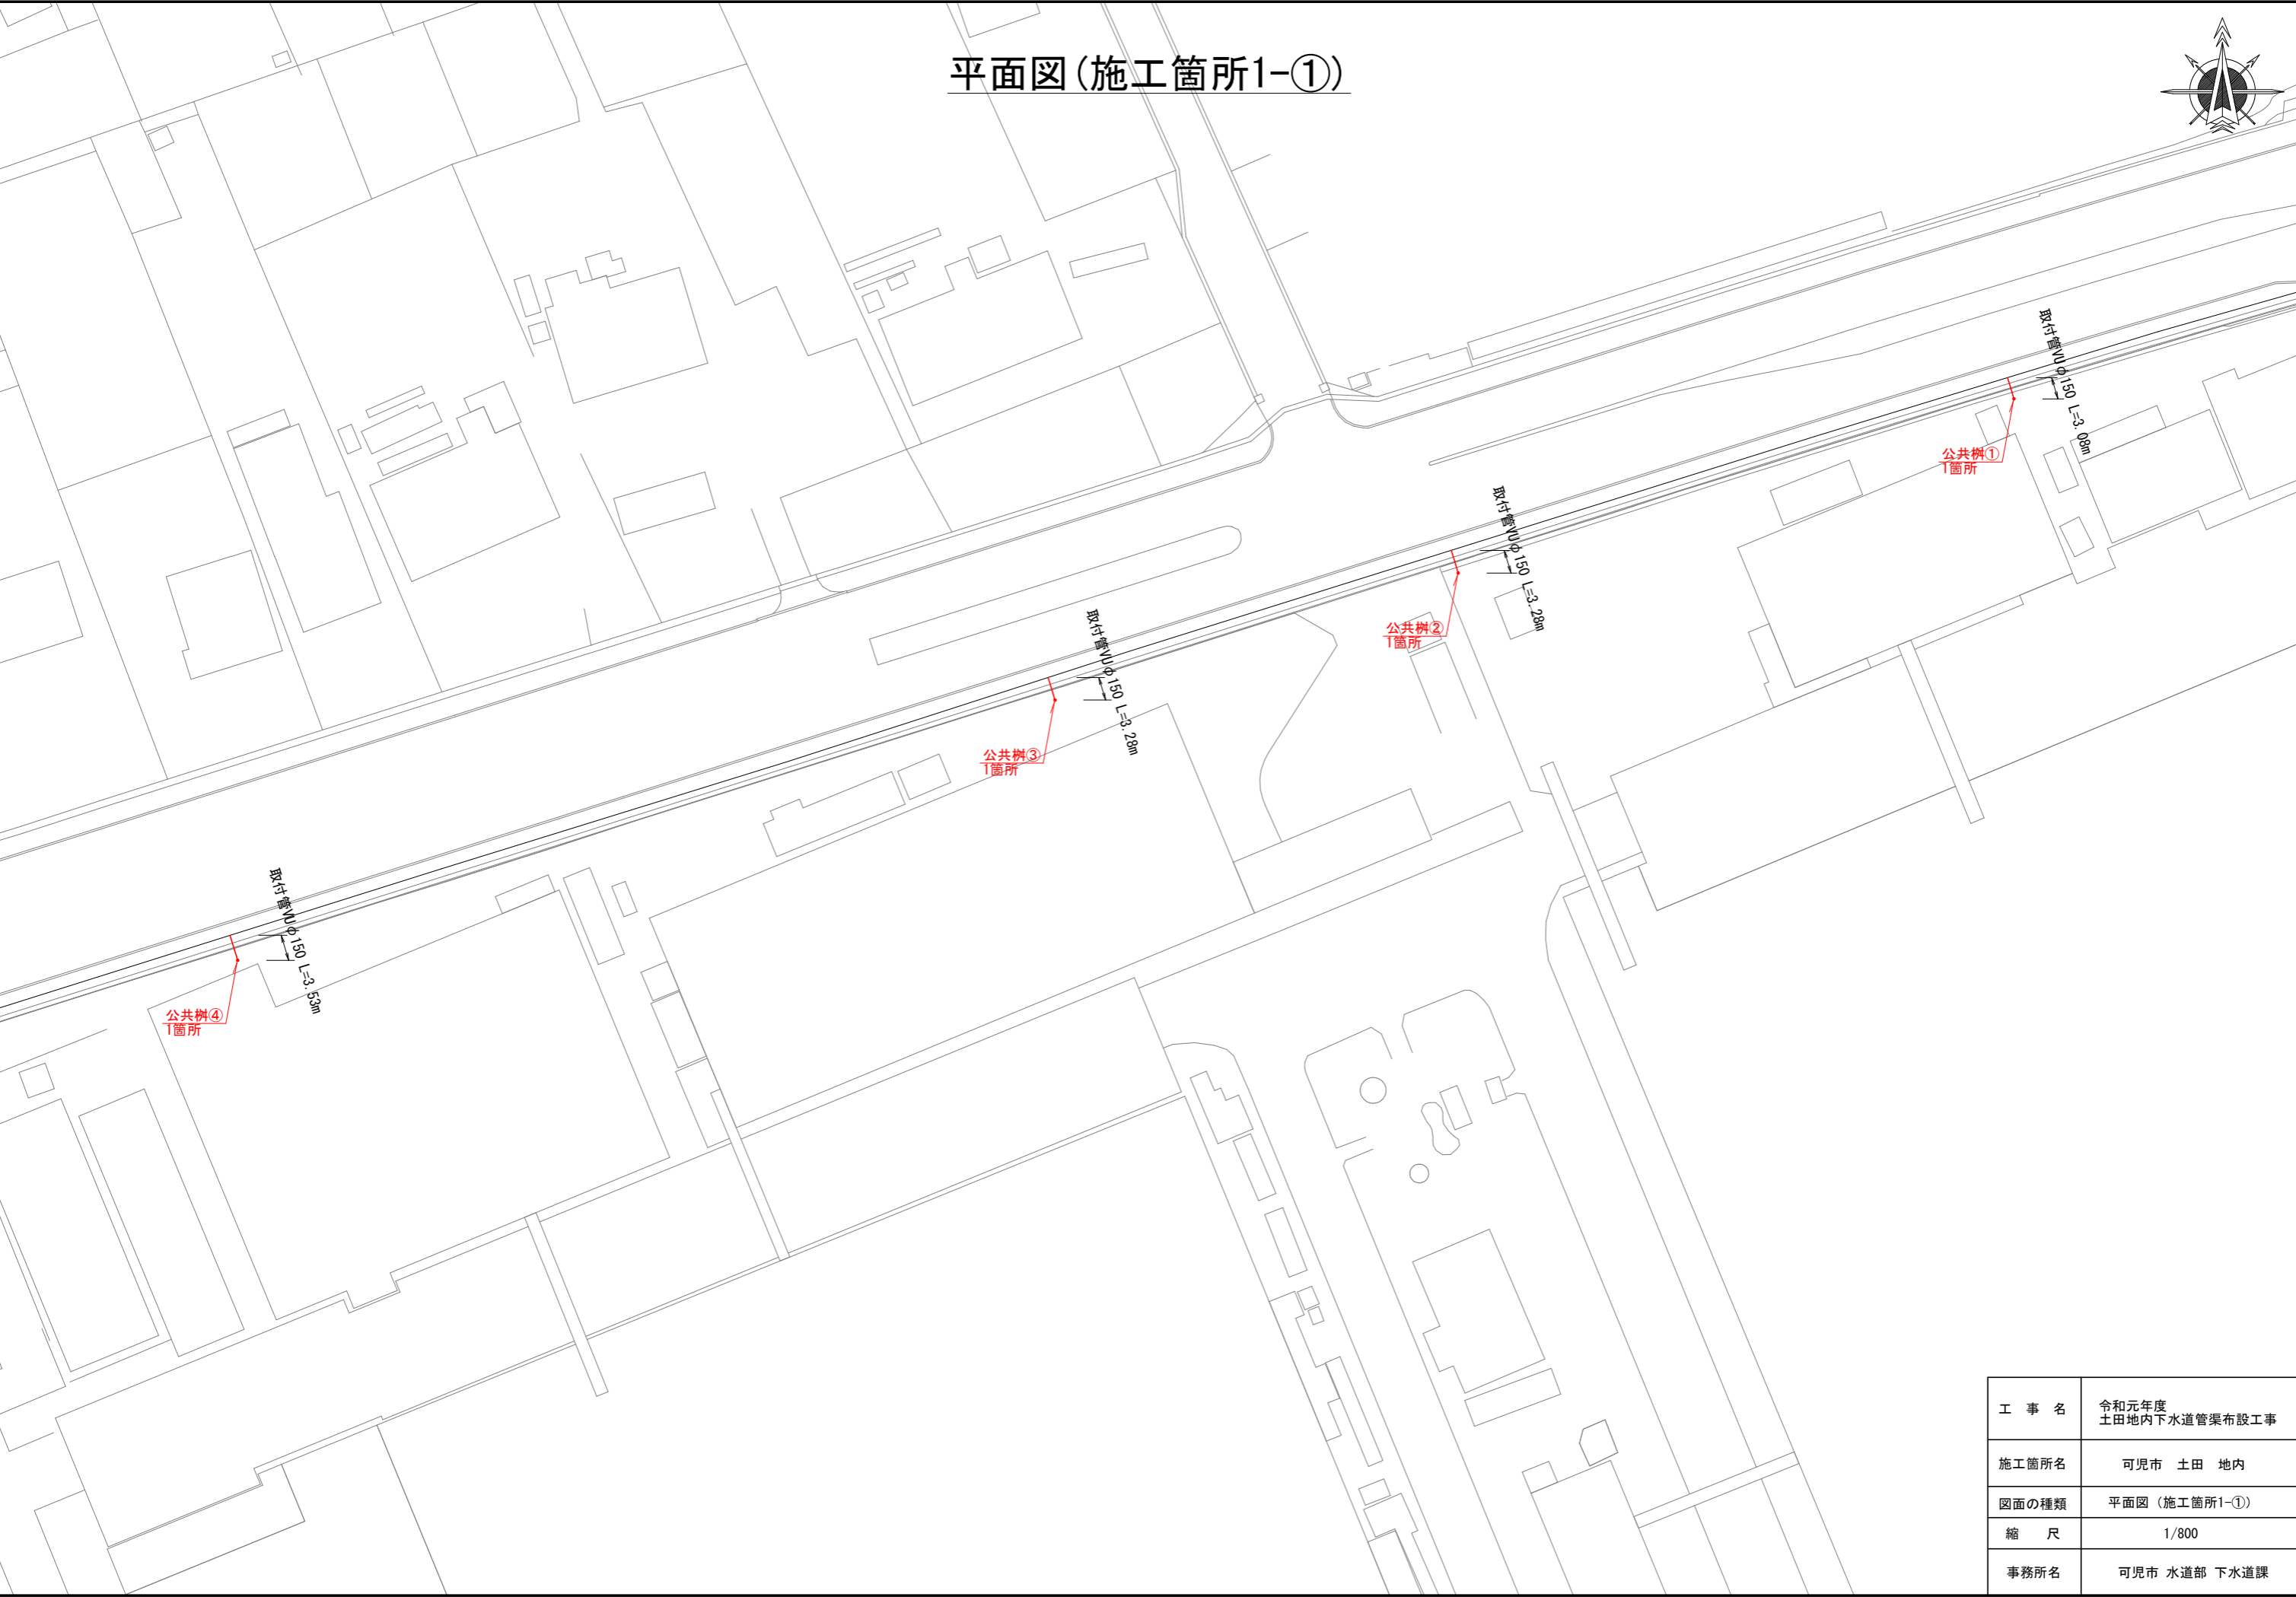 平面図(施工箇所1-①)
取付管VUφ150 L=3.08m
公共桝①
1箇所
取付管VUφ150 L=3.28m
公共桝②
1箇所
取付管VUφ150 L=3.28m
公共桝③
1箇所
取付管VUφ150 L=3.53m
公共桝④
1箇所
工 事 名
令和元年度
土田地内下水道管渠布設工事
施工箇所名
可児市 土田 地内
図面の種類
平面図(施工箇所1-①)
縮 尺
1/800
事務所名
可児市 水道部 下水道課